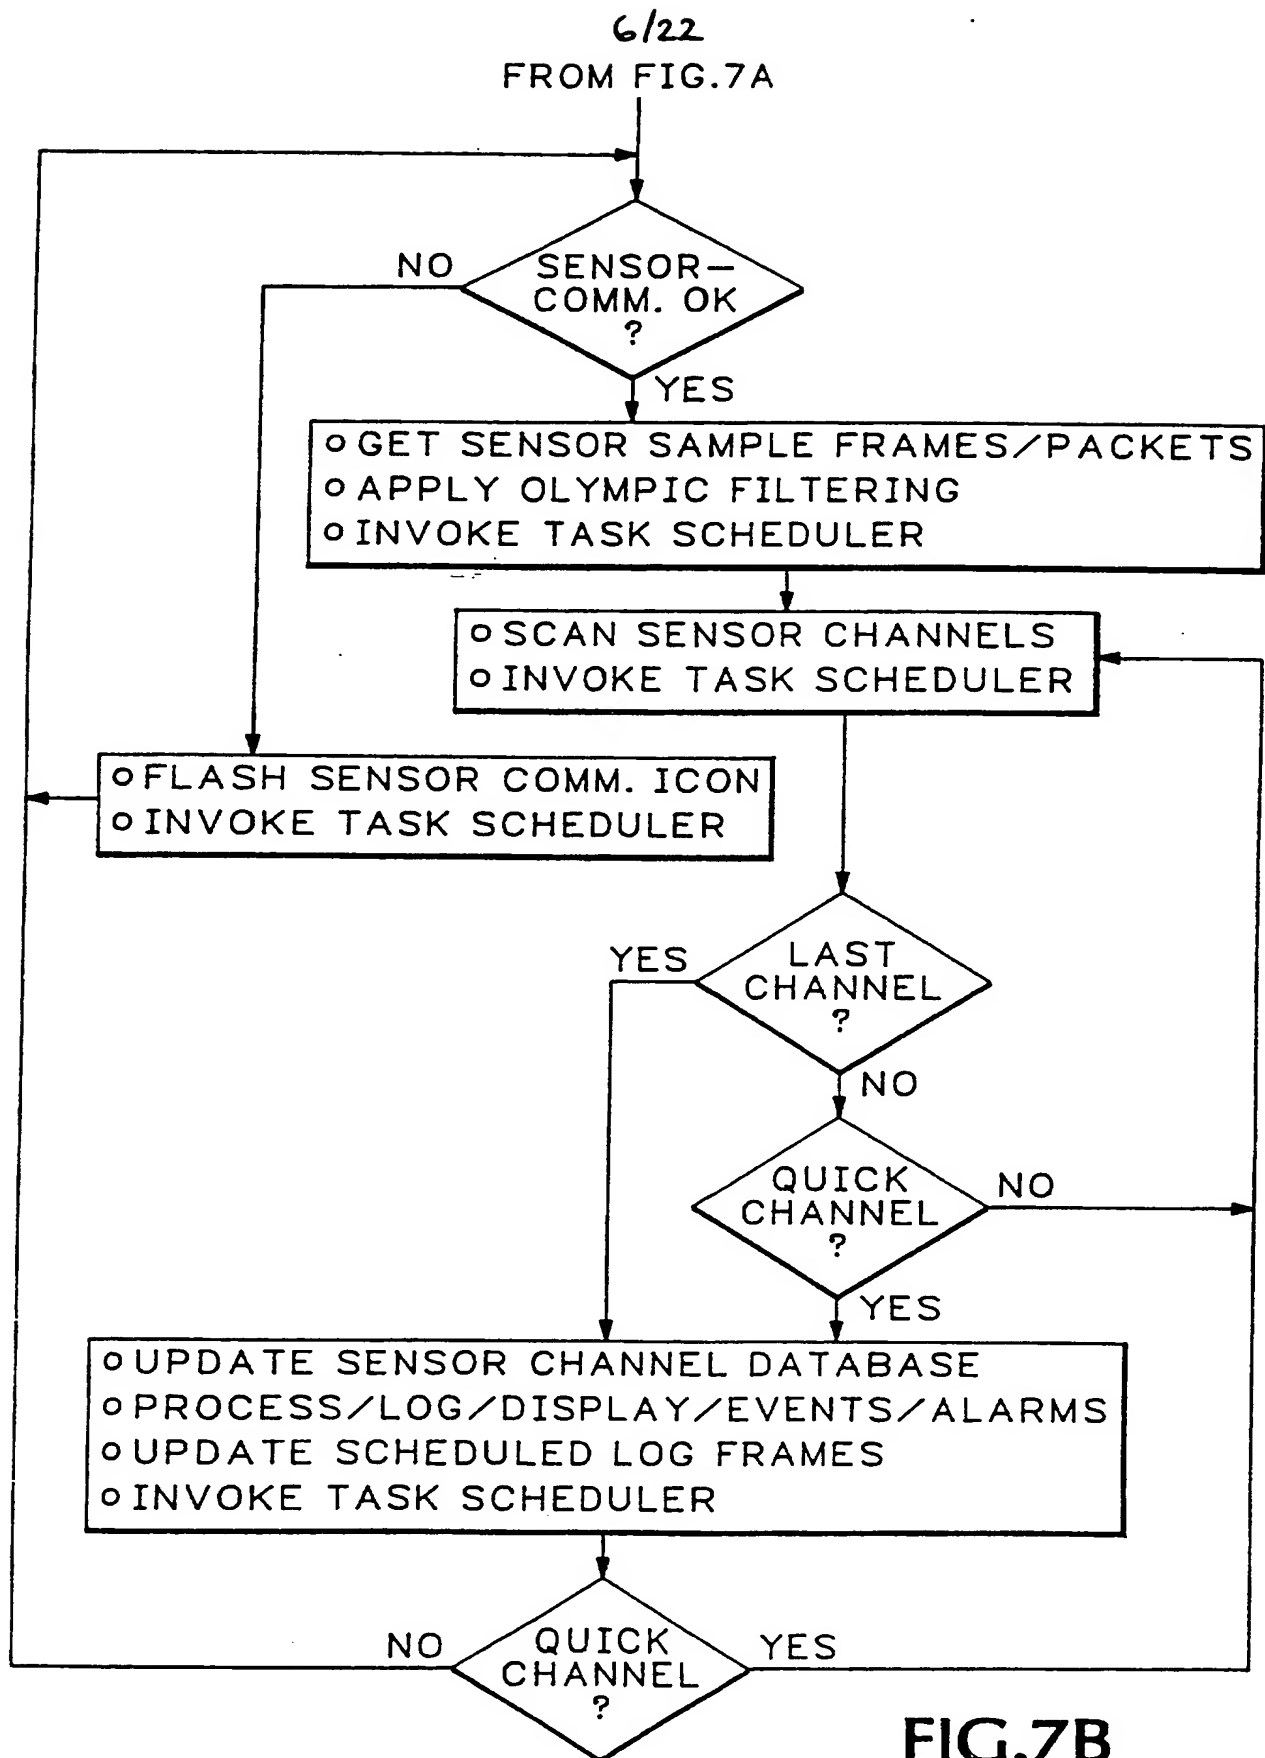 6/22
FROM FIG.7A
NO
SENSOR-
COMM. OK
?
YES
o GET SENSOR SAMPLE FRAMES/PACKETS
o APPLY OLYMPIC FILTERING
o INVOKE TASK SCHEDULER
o SCAN SENSOR CHANNELS
o INVOKE TASK SCHEDULER
o FLASH SENSOR COMM. ICON
o INVOKE TASK SCHEDULER
YES
LAST
CHANNEL
?
NO
QUICK
CHANNEL
?
NO
YES
o UPDATE SENSOR CHANNEL DATABASE
o PROCESS/LOG/DISPLAY/EVENTS/ALARMS
o UPDATE SCHEDULED LOG FRAMES
o INVOKE TASK SCHEDULER
NO
QUICK
CHANNEL
?
YES
FIG.7B